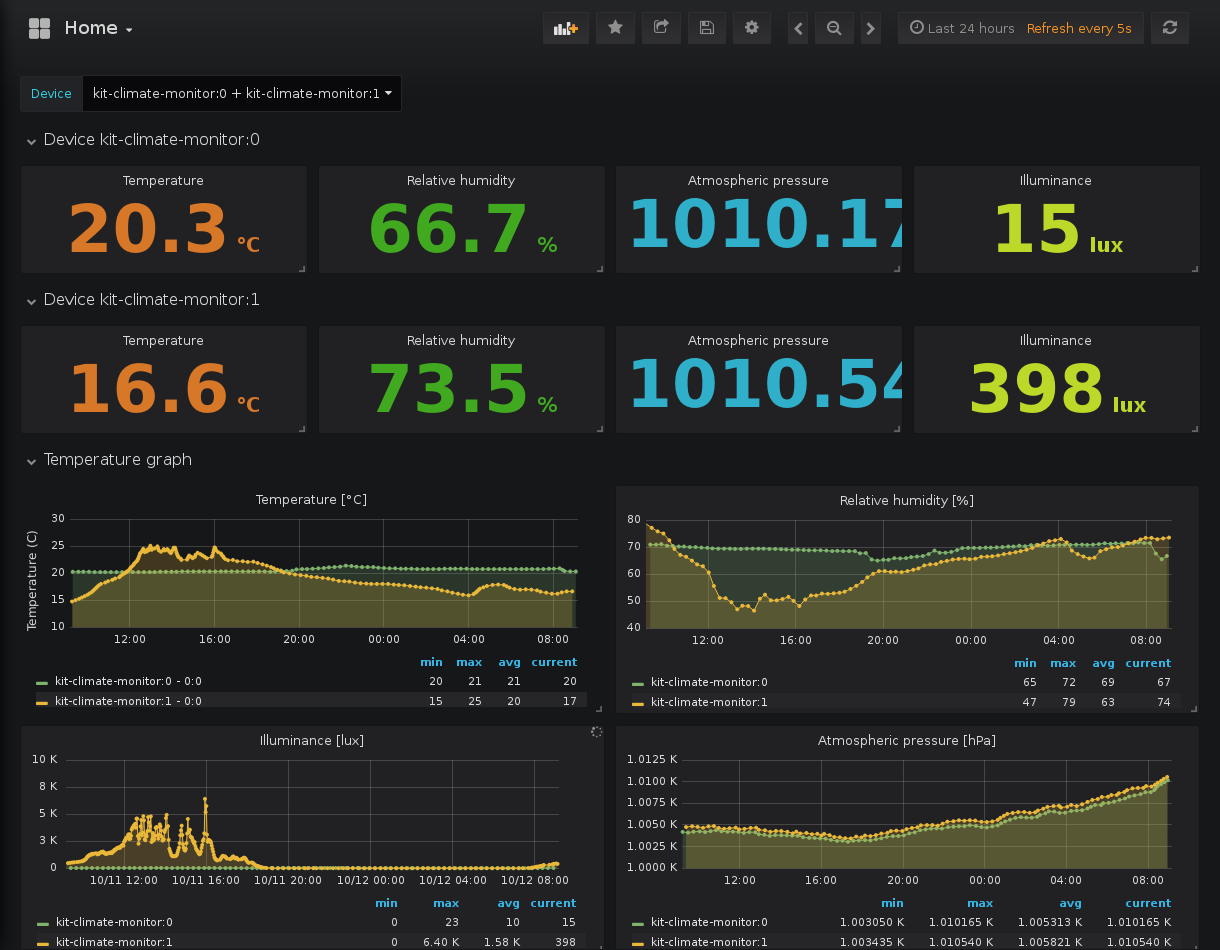 Home
Last 24 hours Refresh every 5s
Device kit-climate-monitor:0 + kit-climate-monitor:1
Device kit-climate-monitor:0
Temperature Relative humidity Atmospheric pressure Illuminance
20.3 °C 66.7 % 1010.17 15 lux
Device kit-climate-monitor:1
Temperature Relative humidity Atmospheric pressure Illuminance
16.6 °C 73.5 % 1010.54 398 lux
Temperature graph
Temperature [°C]
Temperature (C)
30
25
20
15
10
12:00 16:00 20:00 00:00 04:00 08:00
min max avg current
kit-climate-monitor:0 - 0:0 20 21 21 20
kit-climate-monitor:1 - 0:0 15 25 20 17
Relative humidity [%]
80
70
60
50
40
12:00 16:00 20:00 00:00 04:00 08:00
min max avg current
kit-climate-monitor:0 65 72 69 67
kit-climate-monitor:1 47 79 63 74
Illuminance [lux]
10 K
8 K
5 K
3 K
0
10/11 12:00 10/11 16:00 10/11 20:00 10/12 00:00 10/12 04:00 10/12 08:00
min max avg current
kit-climate-monitor:0 0 23 10 15
kit-climate-monitor:1 0 6.40 K 1.58 K 398
Atmospheric pressure [hPa]
1.0125 K
1.0100 K
1.0075 K
1.0050 K
1.0025 K
1.0000 K
12:00 16:00 20:00 00:00 04:00 08:00
min max avg current
kit-climate-monitor:0 1.003050 K 1.010165 K 1.005313 K 1.010165 K
kit-climate-monitor:1 1.003435 K 1.010540 K 1.005821 K 1.010540 K